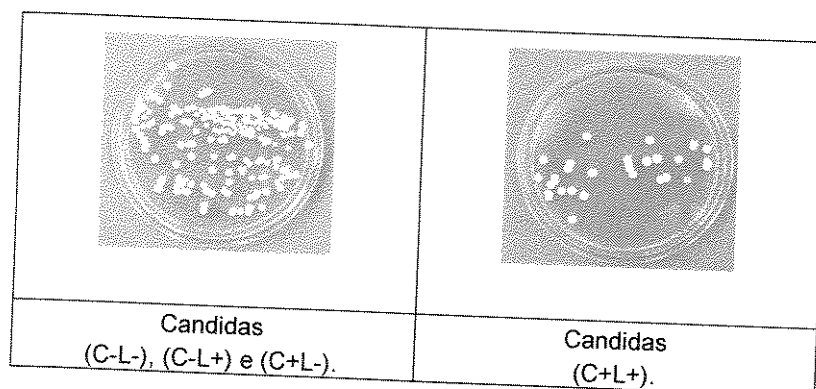 Candidas
(C-L-), (C-L+) e (C+L-).
Candidas
(C+L+).